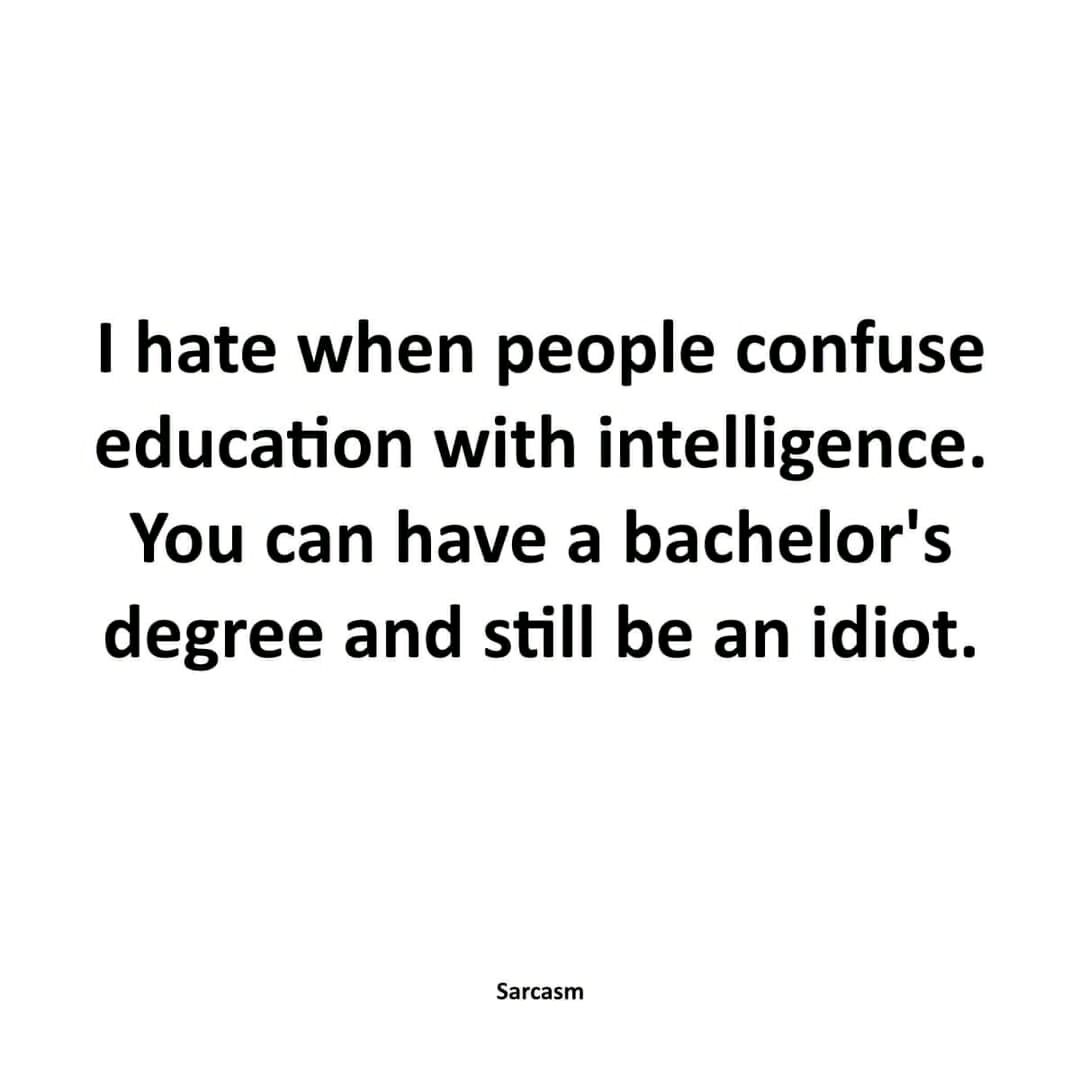 I hate when people confuse
education with intelligence.
You can have a bachelor's
degree and still be an idiot.
Sarcasm